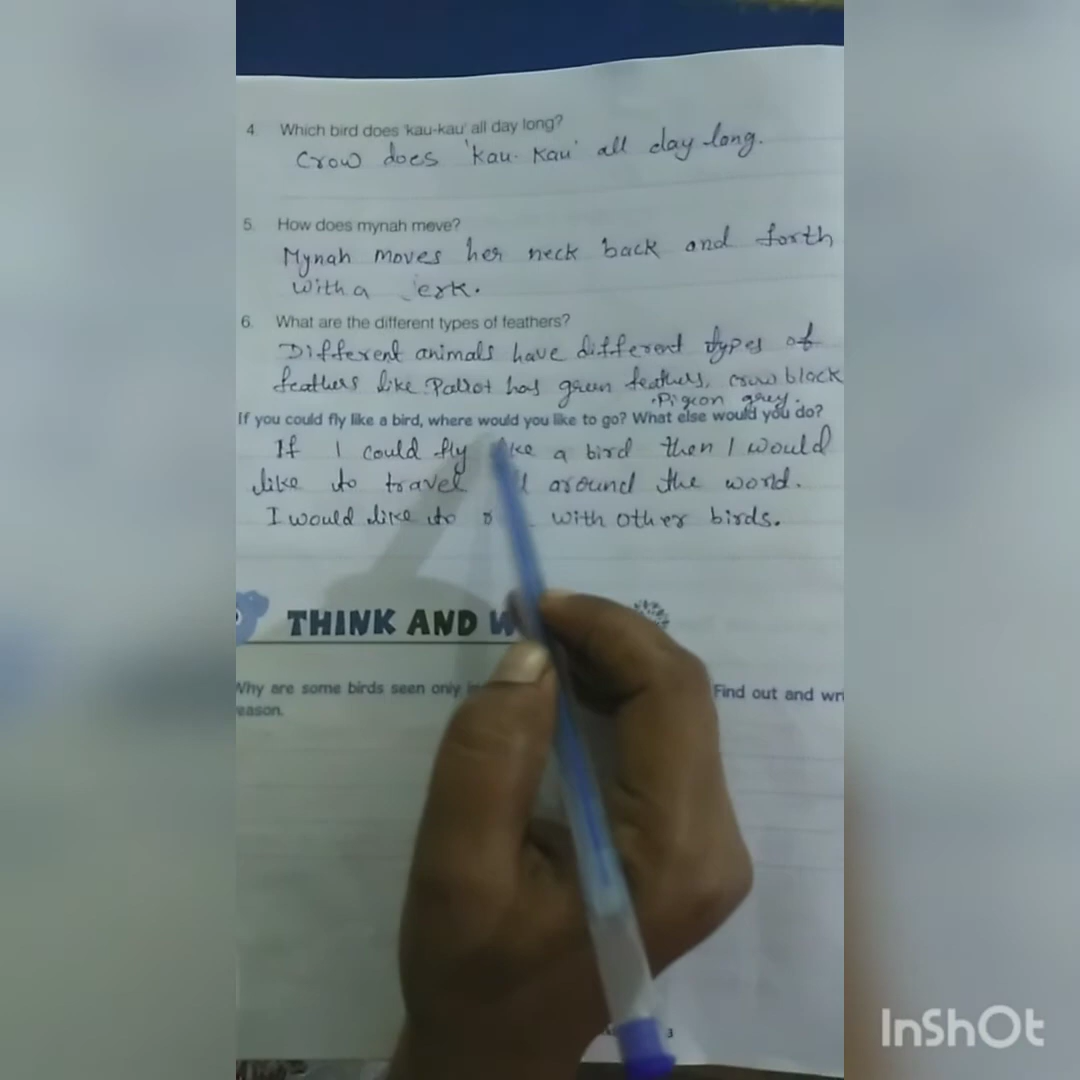 4. Which bird does 'kau-kau' all day long?
Crow does 'kau-kau' all day long.
5. How does mynah meve?
Mynah moves her neck back and forth
with a jerk.
6. What are the different types of feathers?
Different animals have different types of
feathers like Parrot has green feathers, crow black
Pigeon grey.
If you could fly like a bird, where would you like to go? What else would you do?
If I could fly like a bird then I would
like to travel around the world.
I would like to with other birds.
THINK AND
Why are some birds seen only Find out and wri
eason.
3
InShOt